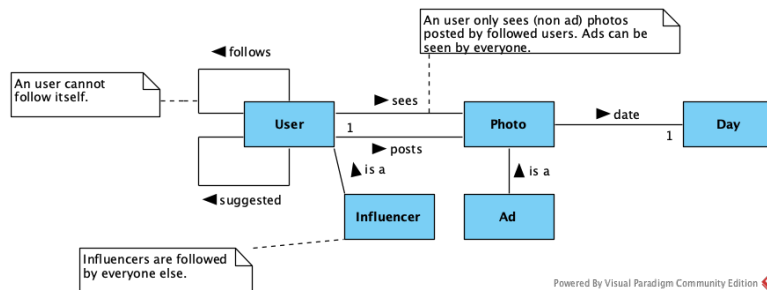 An user only sees (non ad) photos
posted by followed users. Ads can be
seen by everyone.
◀ follows
An user cannot
follow itself.
▶ sees
User
1
Photo
▶ date
1
Day
▶ posts
▲ is a
▲ is a
◀ suggested
Influencer
Ad
Influencers are followed
by everyone else.
Powered By Visual Paradigm Community Edition